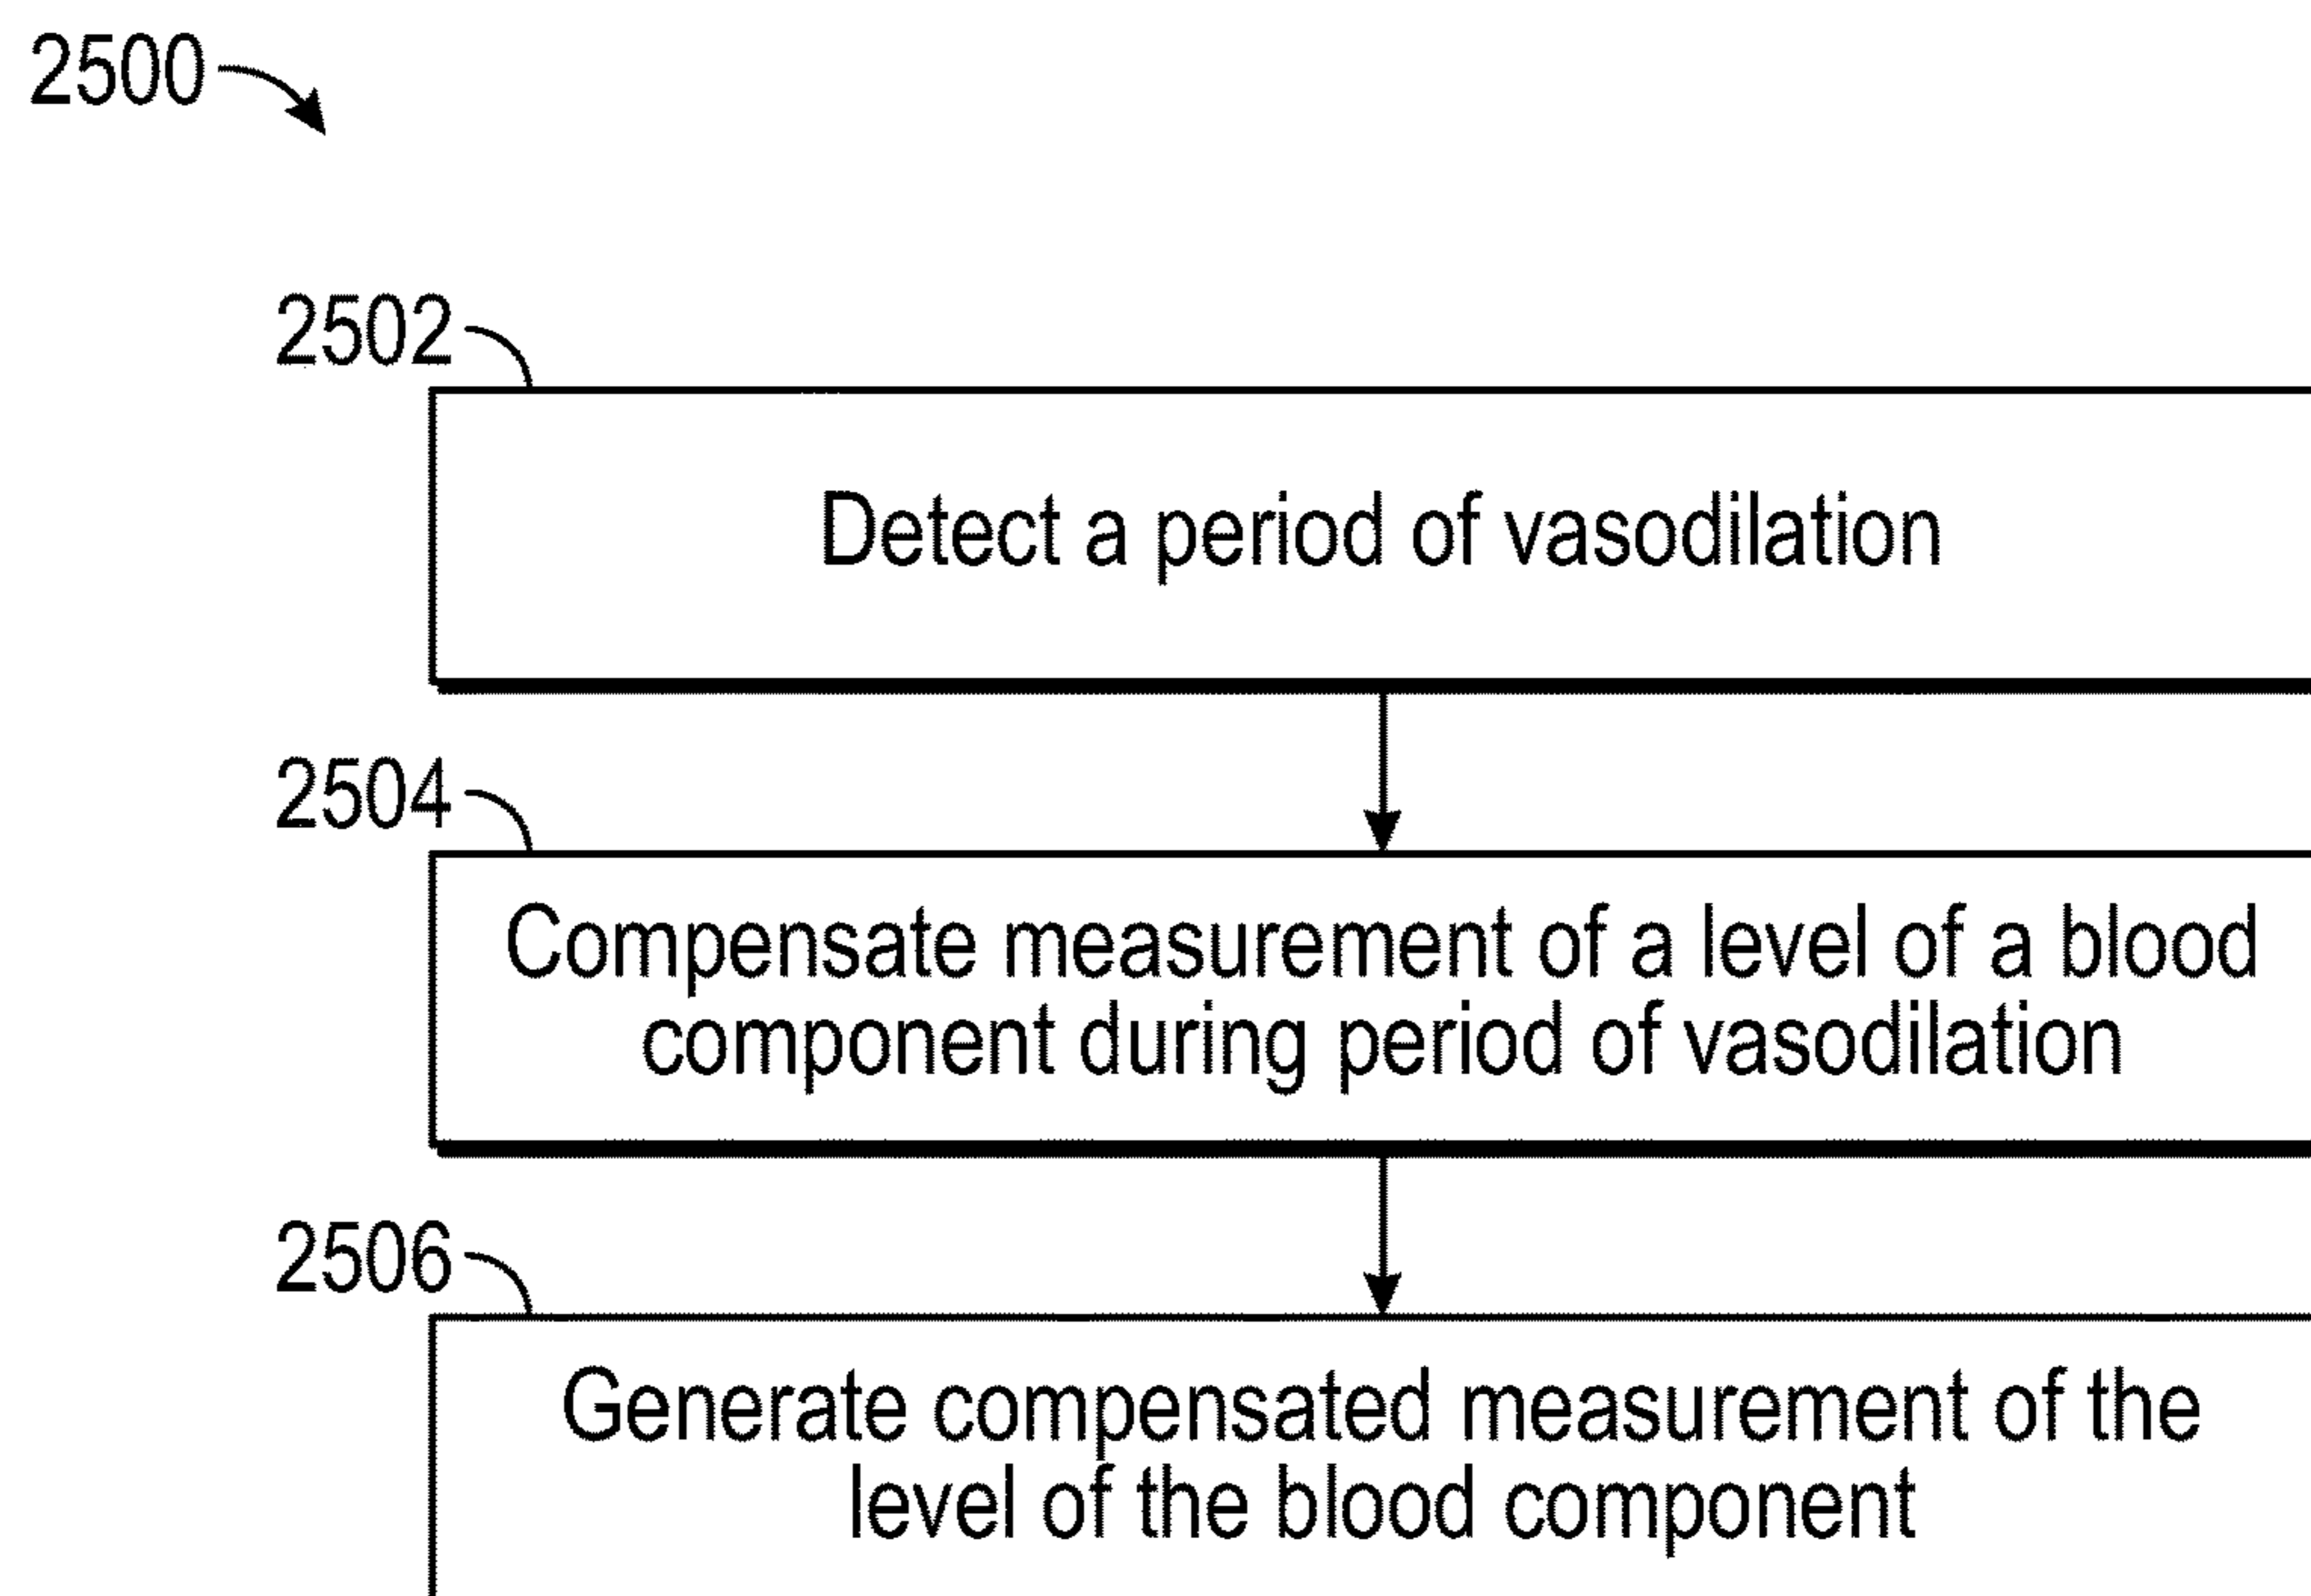 2500
2502
Detect a period of vasodilation
2504
Compensate measurement of a level of a blood
component during period of vasodilation
2506
Generate compensated measurement of the
level of the blood component